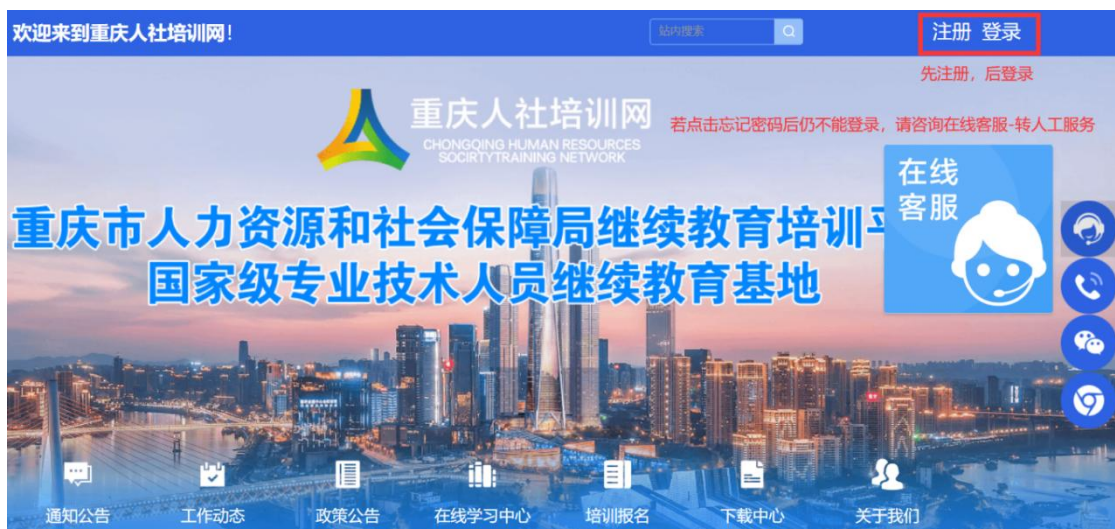 欢迎来到重庆人社培训网！
站内搜索
注册 登录
先注册，后登录
重庆人社培训网
CHONGQING HUMAN RESOURCES
SOCIRTYTRAINING NETWORK
若点击忘记密码后仍不能登录，请咨询在线客服-转人工服务
在线
客服
重庆市人力资源和社会保障局继续教育培训
国家级专业技术人员继续教育基地
通知公告 工作动态 政策公告 在线学习中心 培训报名 下载中心 关于我们